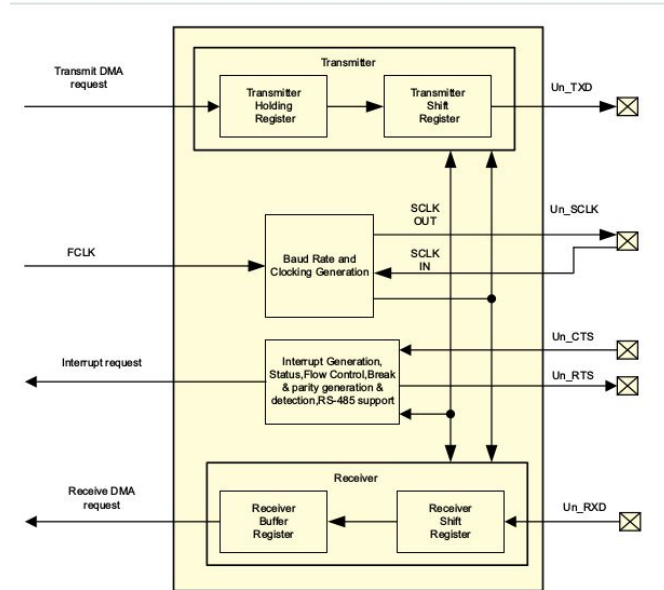 Transmitter
Transmit DMA
request
Transmitter
Holding
Register
Transmitter
Shift
Register
Un_TXD
SCLK
OUT
Un_SCLK
FCLK
Baud Rate and
Clocking Generation
SCLK
IN
Un_CTS
Interrupt request
Interrupt Generation,
Status,Flow Control,Break
& parity generation &
detection,RS-485 support
Un_RTS
Receiver
Receive DMA
request
Receiver
Buffer
Register
Receiver
Shift
Register
Un_RXD